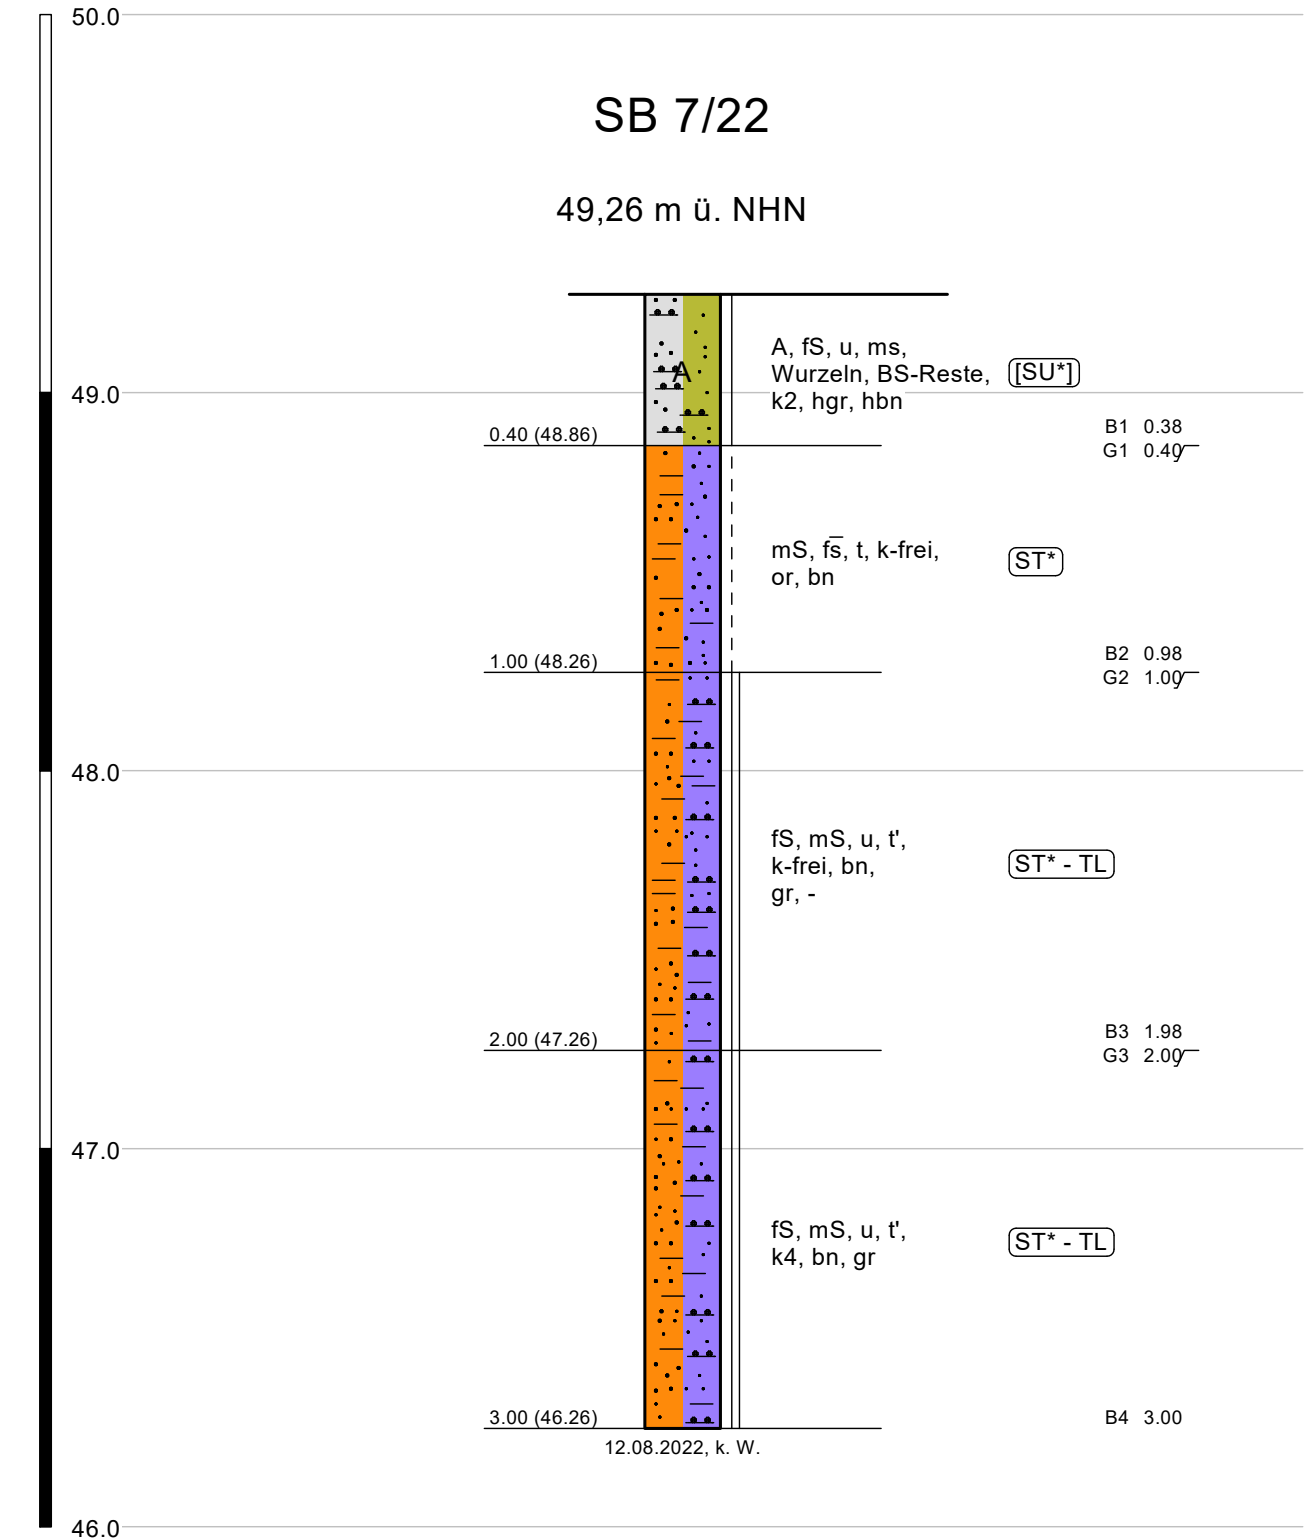 50.0
SB 7/22
49,26 m ü. NHN
A, fS, u, ms,
Wurzeln, BS-Reste,
k2, hgr, hbn
[SU*]
A
49.0
0.40 (48.86)
B1 0.38
G1 0.40
mS, fs̅, t, k-frei,
or, bn
ST*
1.00 (48.26)
B2 0.98
G2 1.00
48.0
fS, mS, u, t',
k-frei, bn,
gr, -
ST* - TL
2.00 (47.26)
B3 1.98
G3 2.00
47.0
fS, mS, u, t',
k4, bn, gr
ST* - TL
3.00 (46.26)
B4 3.00
12.08.2022, k. W.
46.0